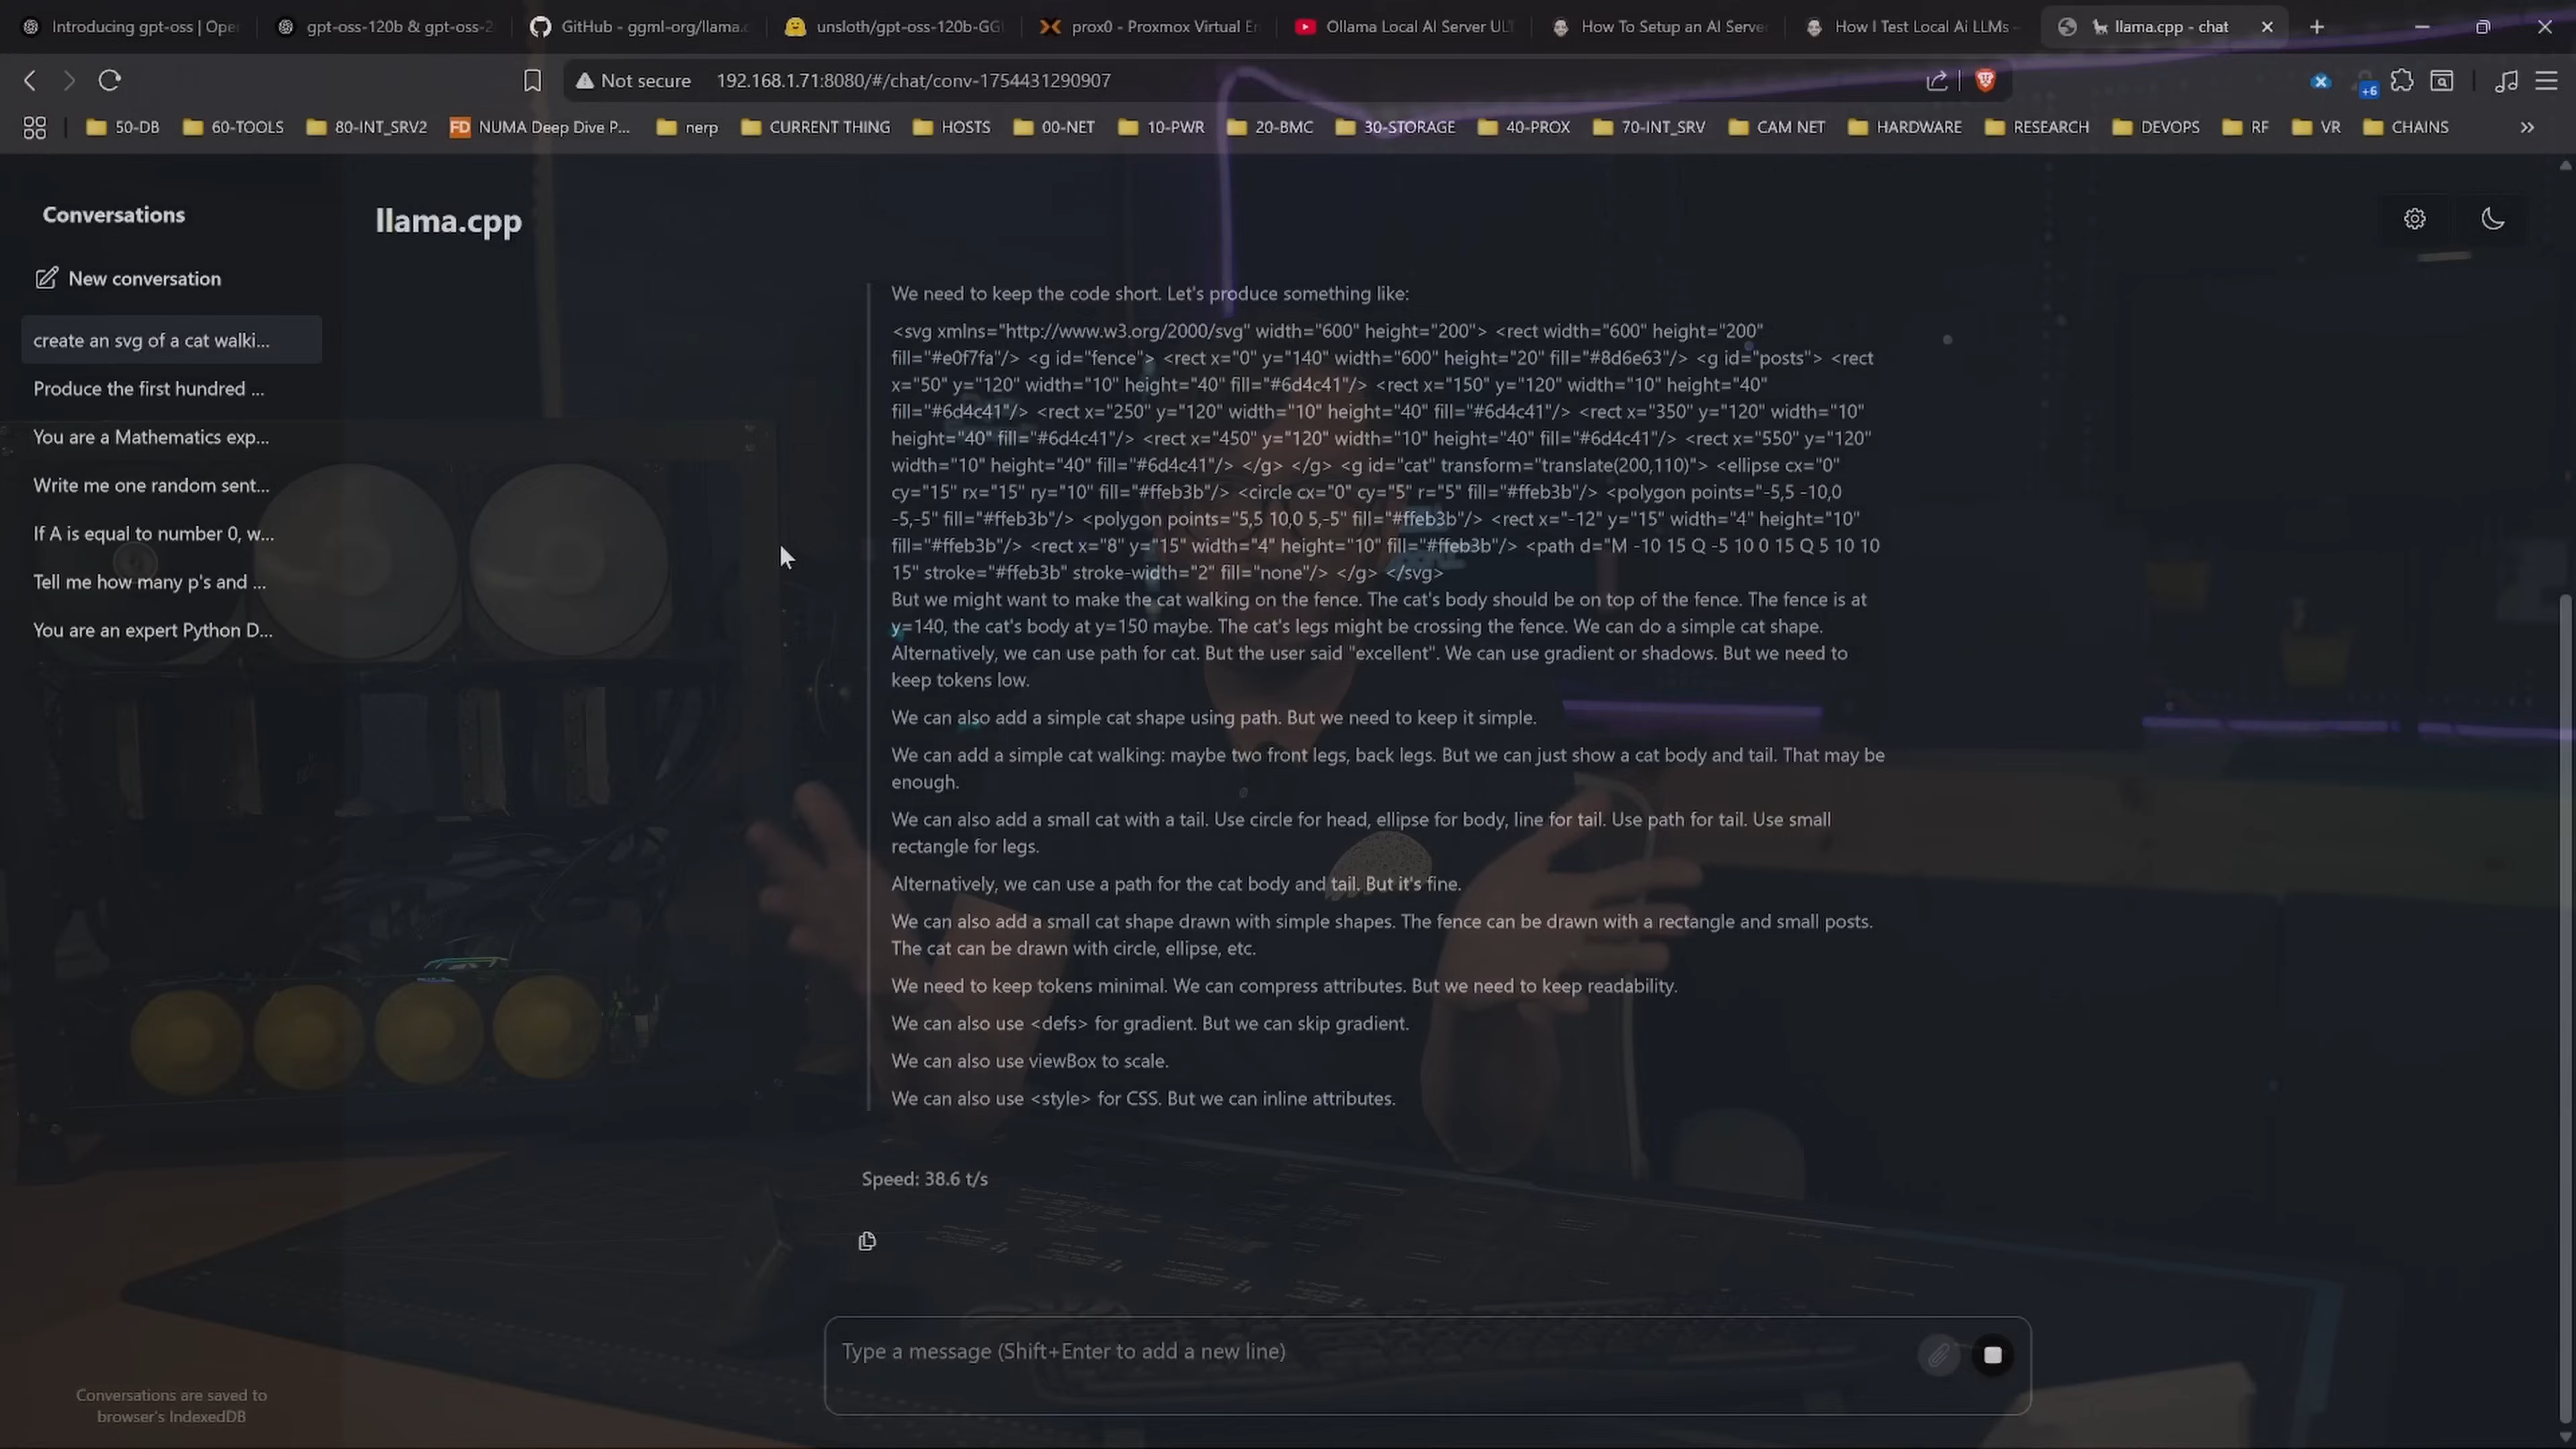 Introducing gpt-oss | Ope
gpt-oss-120b & gpt-oss-2
GitHub - ggml-org/llama.c
unsloth/gpt-oss-120b-GG
prox0 - Proxmox Virtual E
Ollama Local AI Server UL
How To Setup an AI Serve
How I Test Local Ai LLMs -
llama.cpp - chat
Not secure 192.168.1.71:8080/#/chat/conv-1754431290907
+6
50-DB 60-TOOLS 80-INT_SRV2 FD NUMA Deep Dive P... nerp CURRENT THING HOSTS 00-NET 10-PWR 20-BMC 30-STORAGE 40-PROX 70-INT_SRV CAM NET HARDWARE RESEARCH DEVOPS RF VR CHAINS
Conversations
New conversation
create an svg of a cat walki...
Produce the first hundred ...
You are a Mathematics exp...
Write me one random sent...
If A is equal to number 0, w...
Tell me how many p's and ...
You are an expert Python D...
Conversations are saved to
browser's IndexedDB
llama.cpp
We need to keep the code short. Let's produce something like:
<svg xmlns="http://www.w3.org/2000/svg" width="600" height="200"> <rect width="600" height="200"
fill="#e0f7fa"/> <g id="fence"> <rect x="0" y="140" width="600" height="20" fill="#8d6e63"/> <g id="posts"> <rect
x="50" y="120" width="10" height="40" fill="#6d4c41"/> <rect x="150" y="120" width="10" height="40"
fill="#6d4c41"/> <rect x="250" y="120" width="10" height="40" fill="#6d4c41"/> <rect x="350" y="120" width="10"
height="40" fill="#6d4c41"/> <rect x="450" y="120" width="10" height="40" fill="#6d4c41"/> <rect x="550" y="120"
width="10" height="40" fill="#6d4c41"/> </g> </g> <g id="cat" transform="translate(200,110)"> <ellipse cx="0"
cy="15" rx="15" ry="10" fill="#ffeb3b"/> <circle cx="0" cy="5" r="5" fill="#ffeb3b"/> <polygon points="-5,5 -10,0
-5,-5" fill="#ffeb3b"/> <polygon points="5,5 10,0 5,-5" fill="#ffeb3b"/> <rect x="-12" y="15" width="4" height="10"
fill="#ffeb3b"/> <rect x="8" y="15" width="4" height="10" fill="#ffeb3b"/> <path d="M -10 15 Q -5 10 0 15 Q 5 10 10
15" stroke="#ffeb3b" stroke-width="2" fill="none"/> </g> </svg>
But we might want to make the cat walking on the fence. The cat's body should be on top of the fence. The fence is at
y=140, the cat's body at y=150 maybe. The cat's legs might be crossing the fence. We can do a simple cat shape.
Alternatively, we can use path for cat. But the user said "excellent". We can use gradient or shadows. But we need to
keep tokens low.
We can also add a simple cat shape using path. But we need to keep it simple.
We can add a simple cat walking: maybe two front legs, back legs. But we can just show a cat body and tail. That may be
enough.
We can also add a small cat with a tail. Use circle for head, ellipse for body, line for tail. Use path for tail. Use small
rectangle for legs.
Alternatively, we can use a path for the cat body and tail. But it's fine.
We can also add a small cat shape drawn with simple shapes. The fence can be drawn with a rectangle and small posts.
The cat can be drawn with circle, ellipse, etc.
We need to keep tokens minimal. We can compress attributes. But we need to keep readability.
We can also use <defs> for gradient. But we can skip gradient.
We can also use viewBox to scale.
We can also use <style> for CSS. But we can inline attributes.
Speed: 38.6 t/s
Type a message (Shift+Enter to add a new line)